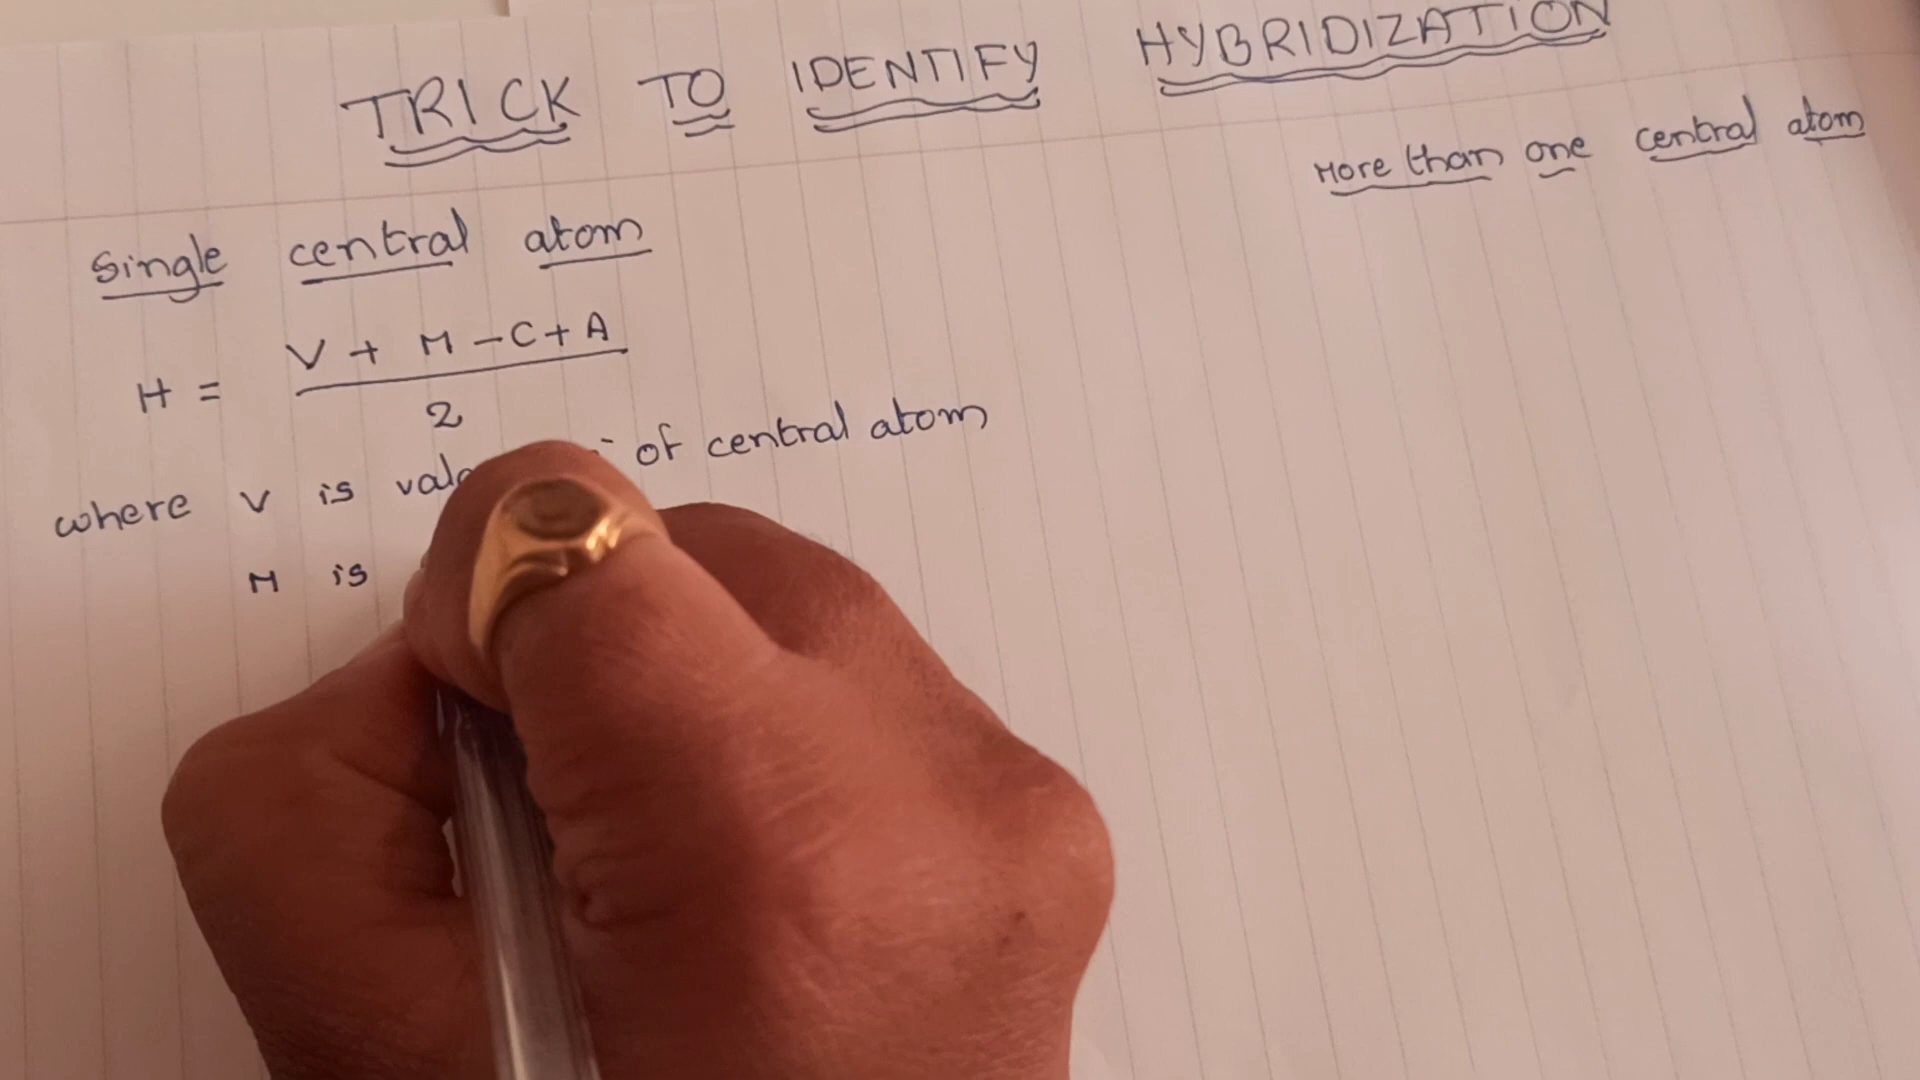 TRICK TO IDENTIFY HYBRIDIZATION
More than one central atom
Single central atom
H = V + M - C + A
2
where V is of central atom
M is